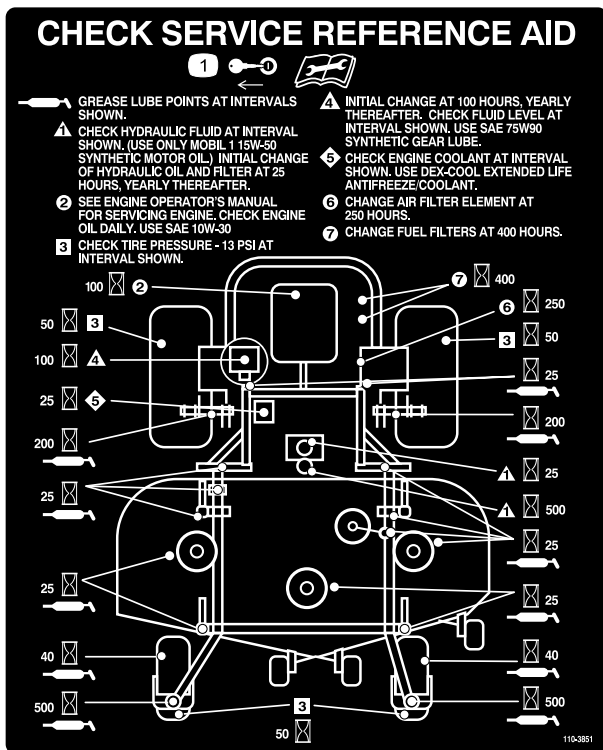 CHECK SERVICE REFERENCE AID
1
GREASE LUBE POINTS AT INTERVALS
SHOWN.
1 CHECK HYDRAULIC FLUID AT INTERVAL
SHOWN. (USE ONLY MOBIL 1 15W-50
SYNTHETIC MOTOR OIL.) INITIAL CHANGE
OF HYDRAULIC OIL AND FILTER AT 25
HOURS, YEARLY THEREAFTER.
2 SEE ENGINE OPERATOR'S MANUAL
FOR SERVICING ENGINE. CHECK ENGINE
OIL DAILY. USE SAE 10W-30
3 CHECK TIRE PRESSURE - 13 PSI AT
INTERVAL SHOWN.
4 INITIAL CHANGE AT 100 HOURS, YEARLY
THEREAFTER. CHECK FLUID LEVEL AT
INTERVAL SHOWN. USE SAE 75W90
SYNTHETIC GEAR LUBE.
5 CHECK ENGINE COOLANT AT INTERVAL
SHOWN. USE DEX-COOL EXTENDED LIFE
ANTIFREEZE/COOLANT.
6 CHANGE AIR FILTER ELEMENT AT
250 HOURS.
7 CHANGE FUEL FILTERS AT 400 HOURS.
100 2
7 400
6 250
50 3
3 50
100 4
25
25 5
200
200
1 25
25
1 500
25
25
25
40
40
500
500
3
50
110-3851